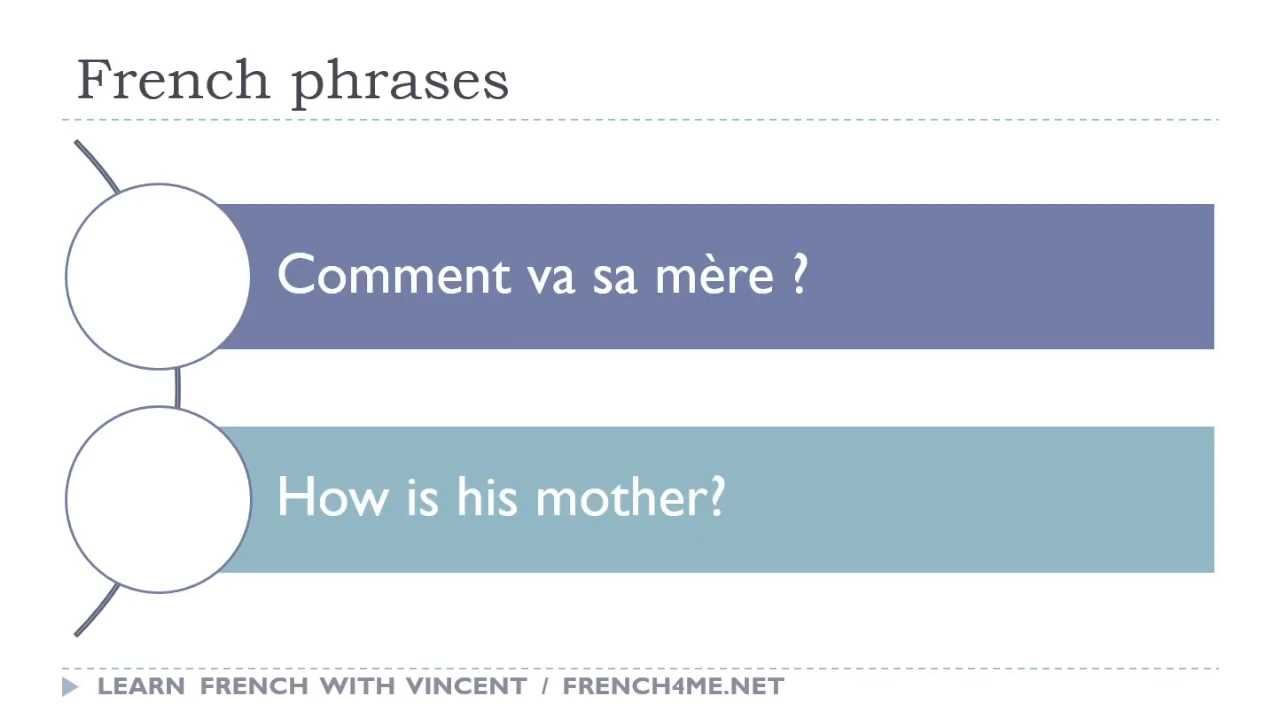 French phrases
Comment va sa mère ?
How is his mother?
LEARN FRENCH WITH VINCENT / FRENCH4ME.NET